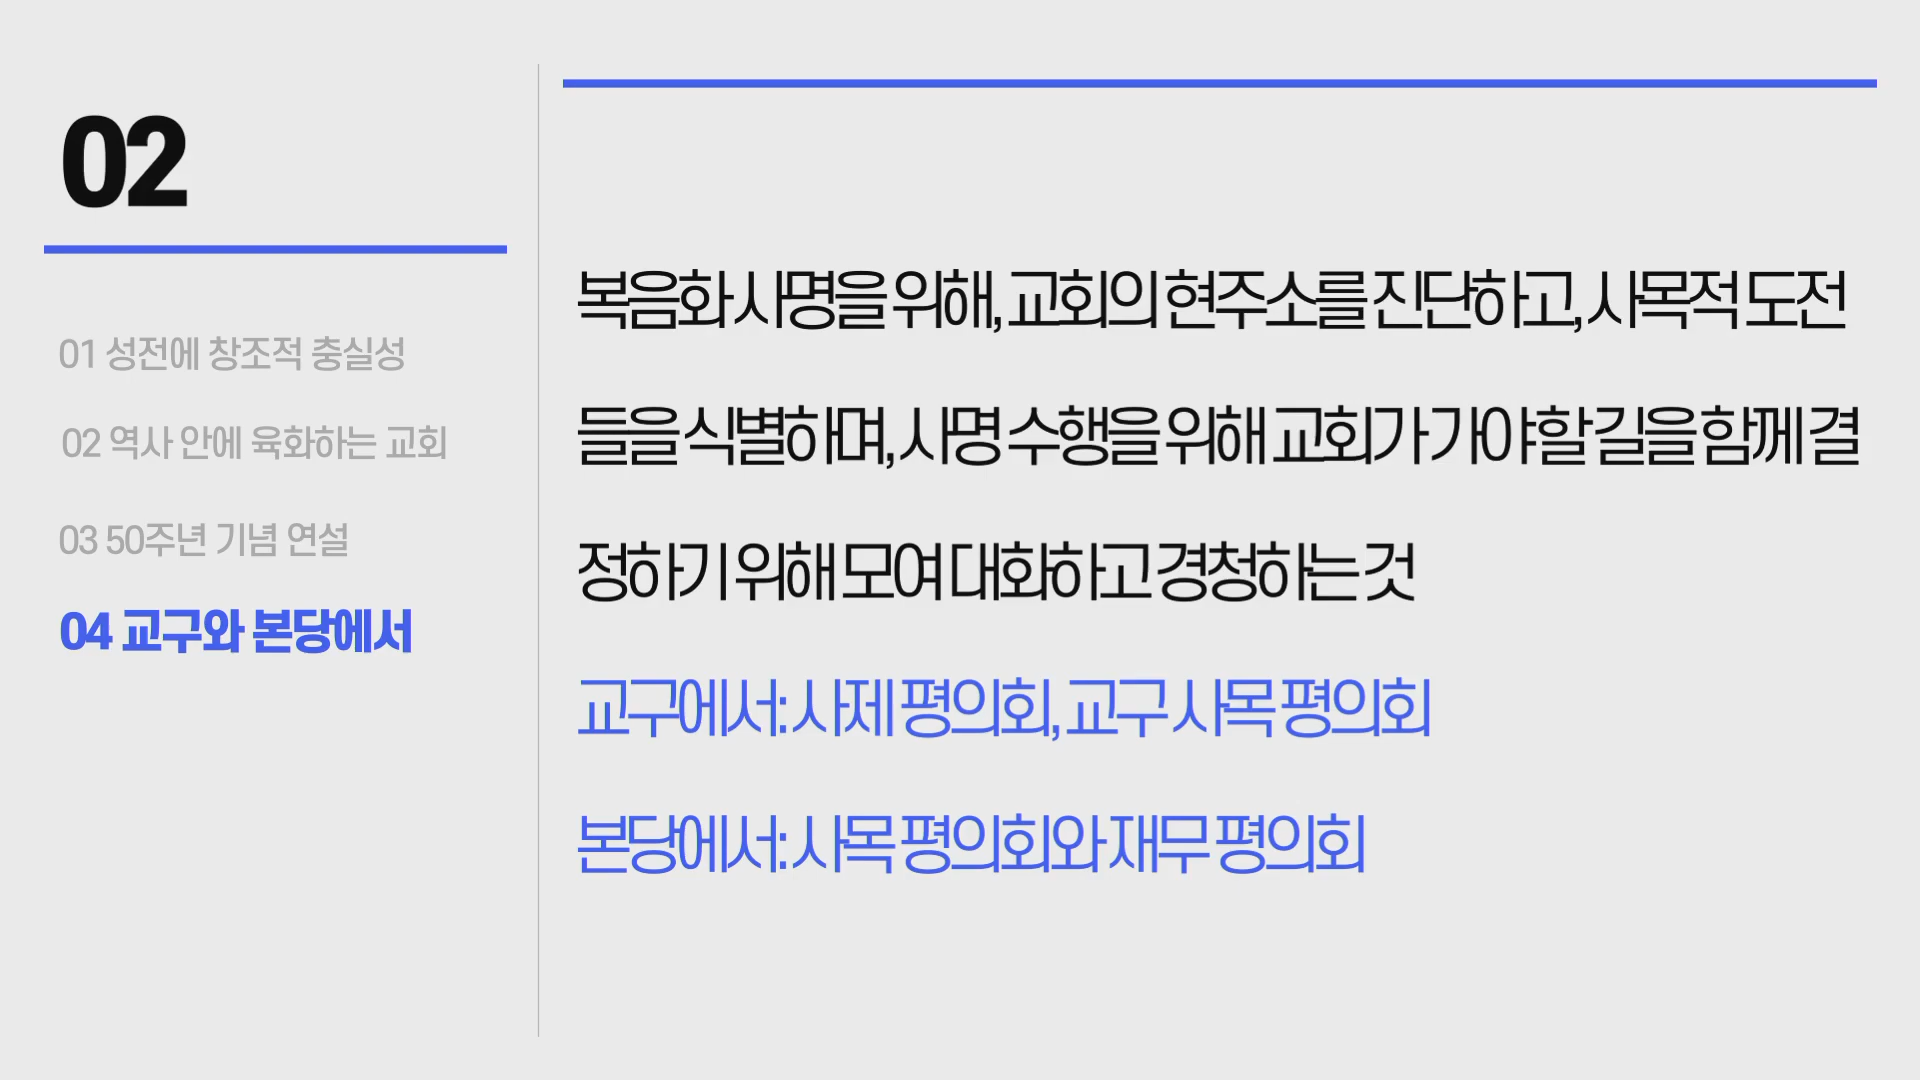 02
01 성전에 창조적 충실성
02 역사 안에 육화하는 교회
03 50주년 기념 연설
04 교구와 본당에서
복음화 사명을 위해, 교회의 현주소를 진단하고, 사목적 도전
들을 식별하며, 사명 수행을 위해 교회가 가야할 길을 함께 결
정하기 위해 모여 대화하고 경청하는 것
교구에서: 사제 평의회, 교구 사목 평의회
본당에서: 사목 평의회와 재무 평의회